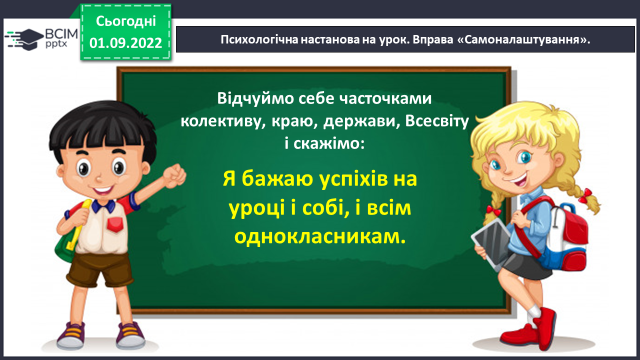 ВСІМ
pptx
Сьогодні
01.09.2022
Психологічна настанова на урок. Вправа «Самоналаштування».
Відчуймо себе часточками
колективу, краю, держави, Всесвіту
і скажімо:
Я бажаю успіхів на
уроці і собі, і всім
однокласникам.